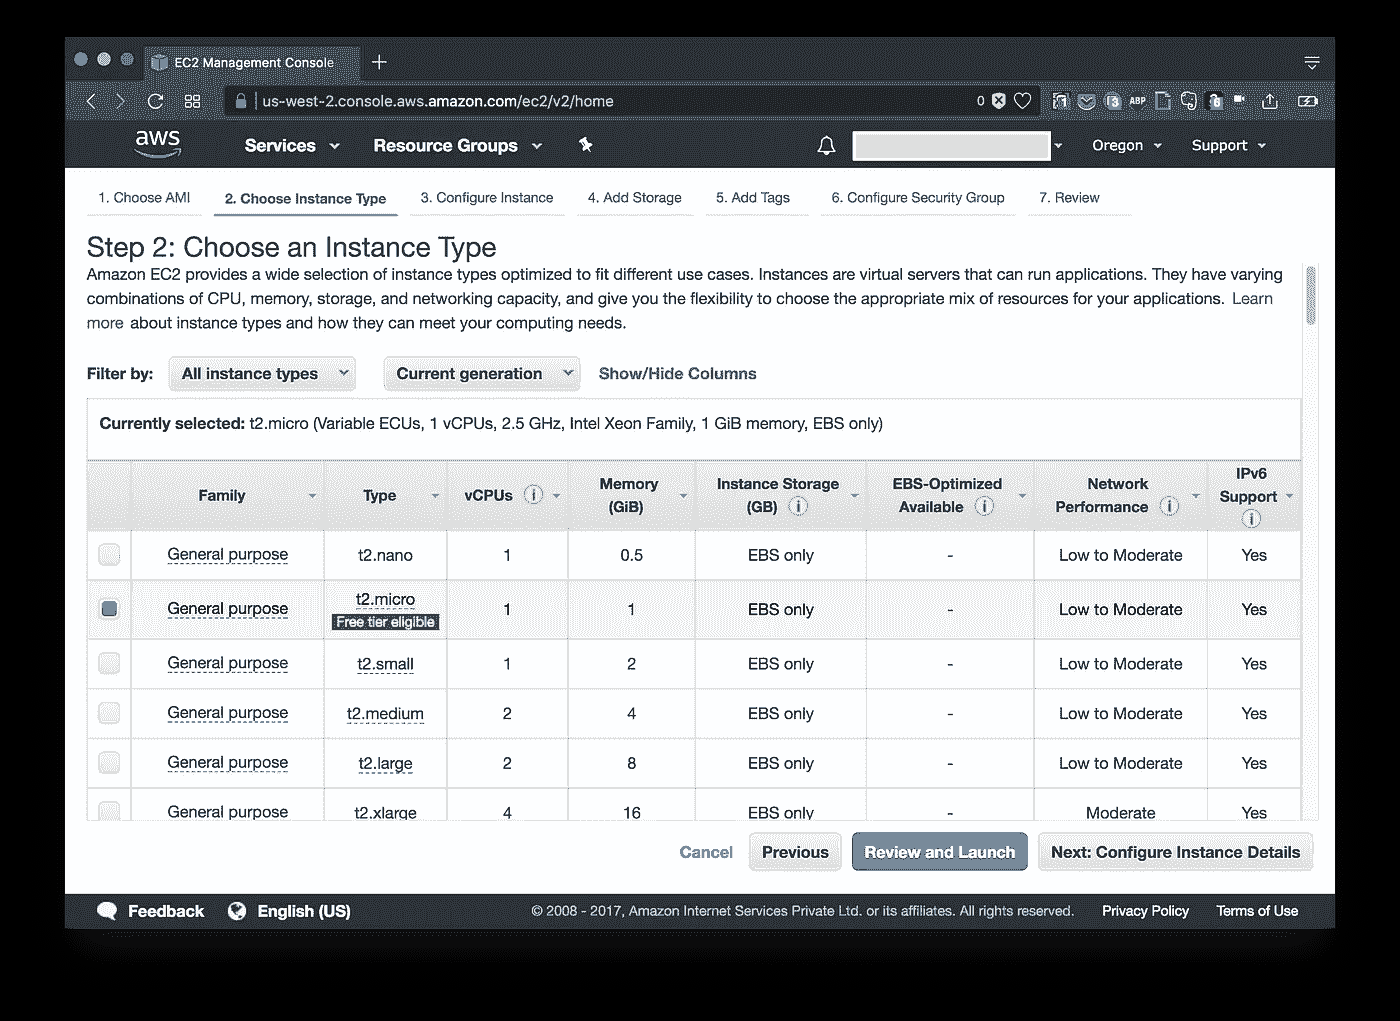 EC2 Management Console
us-west-2.console.aws.amazon.com/ec2/v2/home
0
ABP
aws
Services
Resource Groups
Oregon
Support
1. Choose AMI
2. Choose Instance Type
3. Configure Instance
4. Add Storage
5. Add Tags
6. Configure Security Group
7. Review
Step 2: Choose an Instance Type
Amazon EC2 provides a wide selection of instance types optimized to fit different use cases. Instances are virtual servers that can run applications. They have varying
combinations of CPU, memory, storage, and networking capacity, and give you the flexibility to choose the appropriate mix of resources for your applications. Learn
more about instance types and how they can meet your computing needs.
Filter by: All instance types Current generation Show/Hide Columns
Currently selected: t2.micro (Variable ECUs, 1 vCPUs, 2.5 GHz, Intel Xeon Family, 1 GiB memory, EBS only)
Family
Type
vCPUs
Memory
(GiB)
Instance Storage
(GB)
EBS-Optimized
Available
Network
Performance
IPv6
Support
General purpose t2.nano 1 0.5 EBS only - Low to Moderate Yes
General purpose t2.micro 1 1 EBS only - Low to Moderate Yes
Free tier eligible
General purpose t2.small 1 2 EBS only - Low to Moderate Yes
General purpose t2.medium 2 4 EBS only - Low to Moderate Yes
General purpose t2.large 2 8 EBS only - Low to Moderate Yes
General purpose t2.xlarge 4 16 EBS only - Moderate Yes
Cancel
Previous
Review and Launch
Next: Configure Instance Details
Feedback
English (US)
© 2008 - 2017, Amazon Internet Services Private Ltd. or its affiliates. All rights reserved.
Privacy Policy
Terms of Use